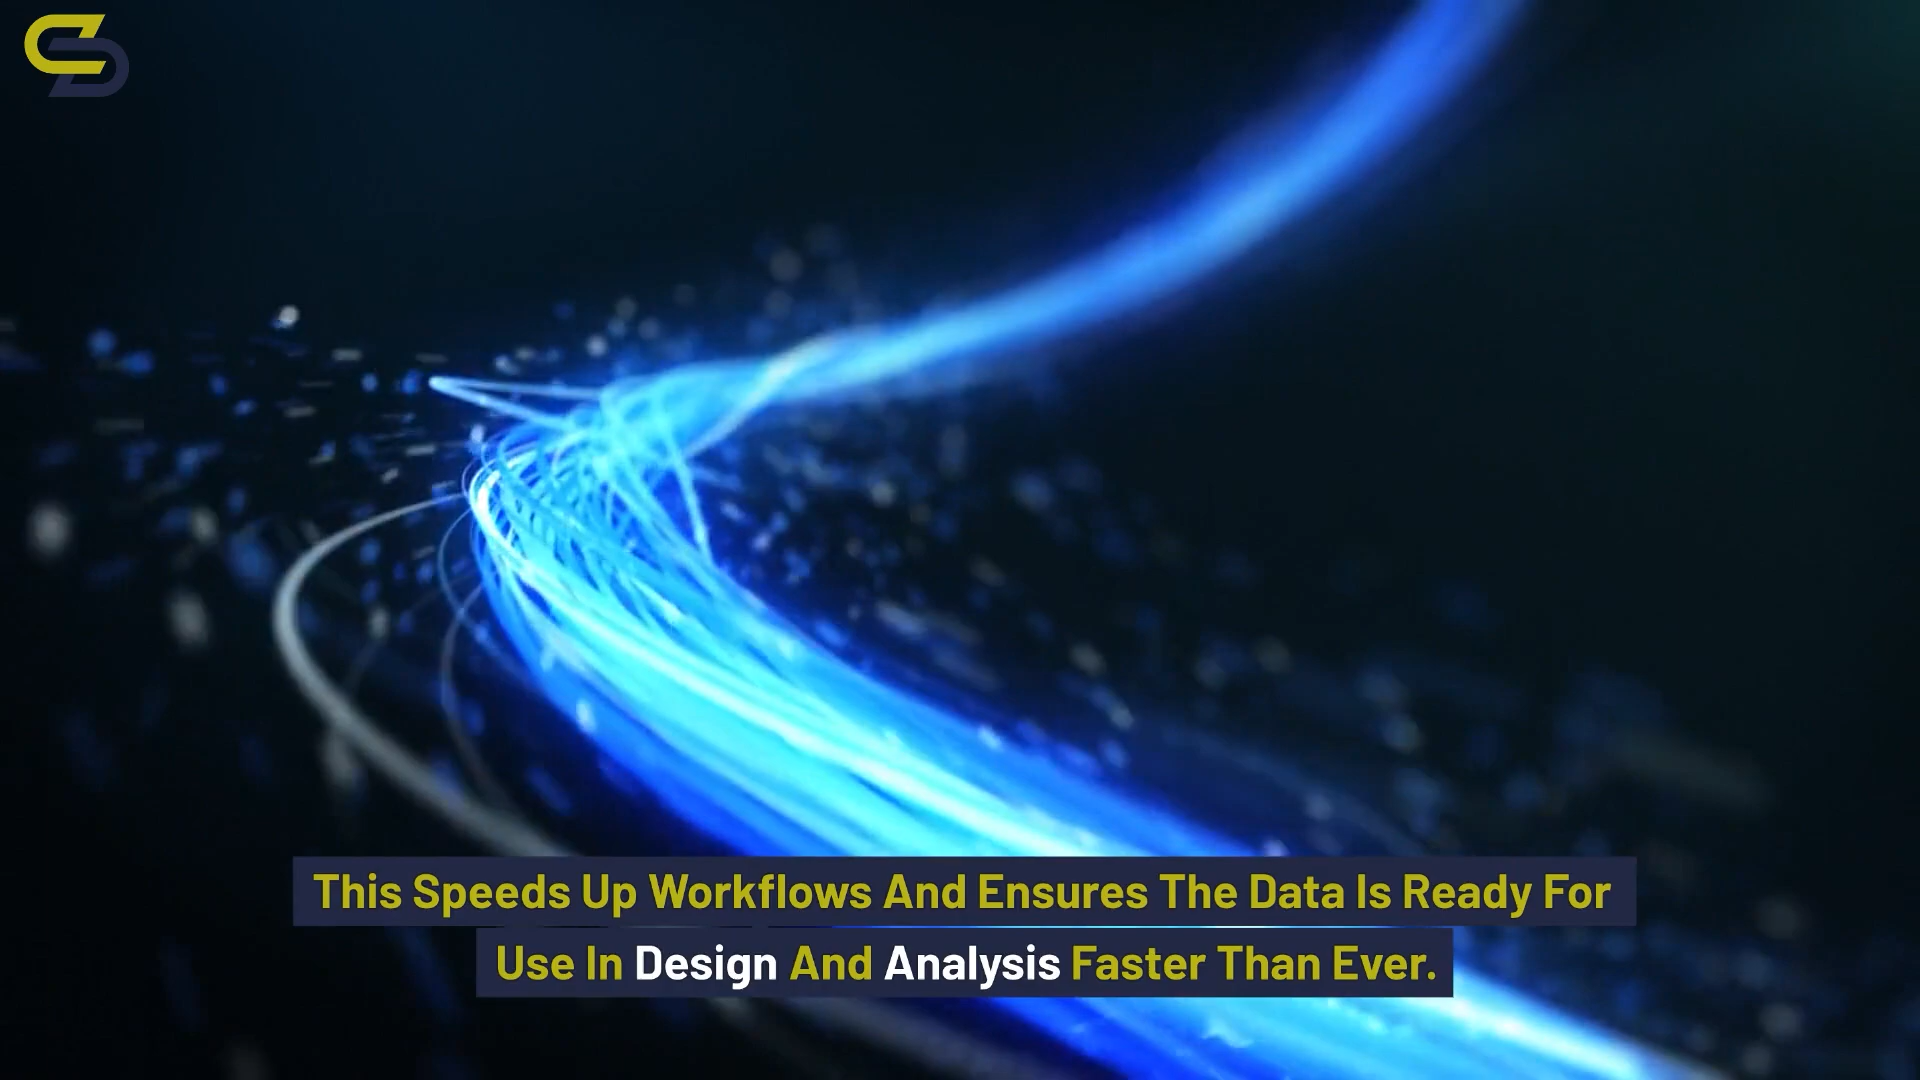 This Speeds Up Workflows And Ensures The Data Is Ready For
Use In Design And Analysis Faster Than Ever.